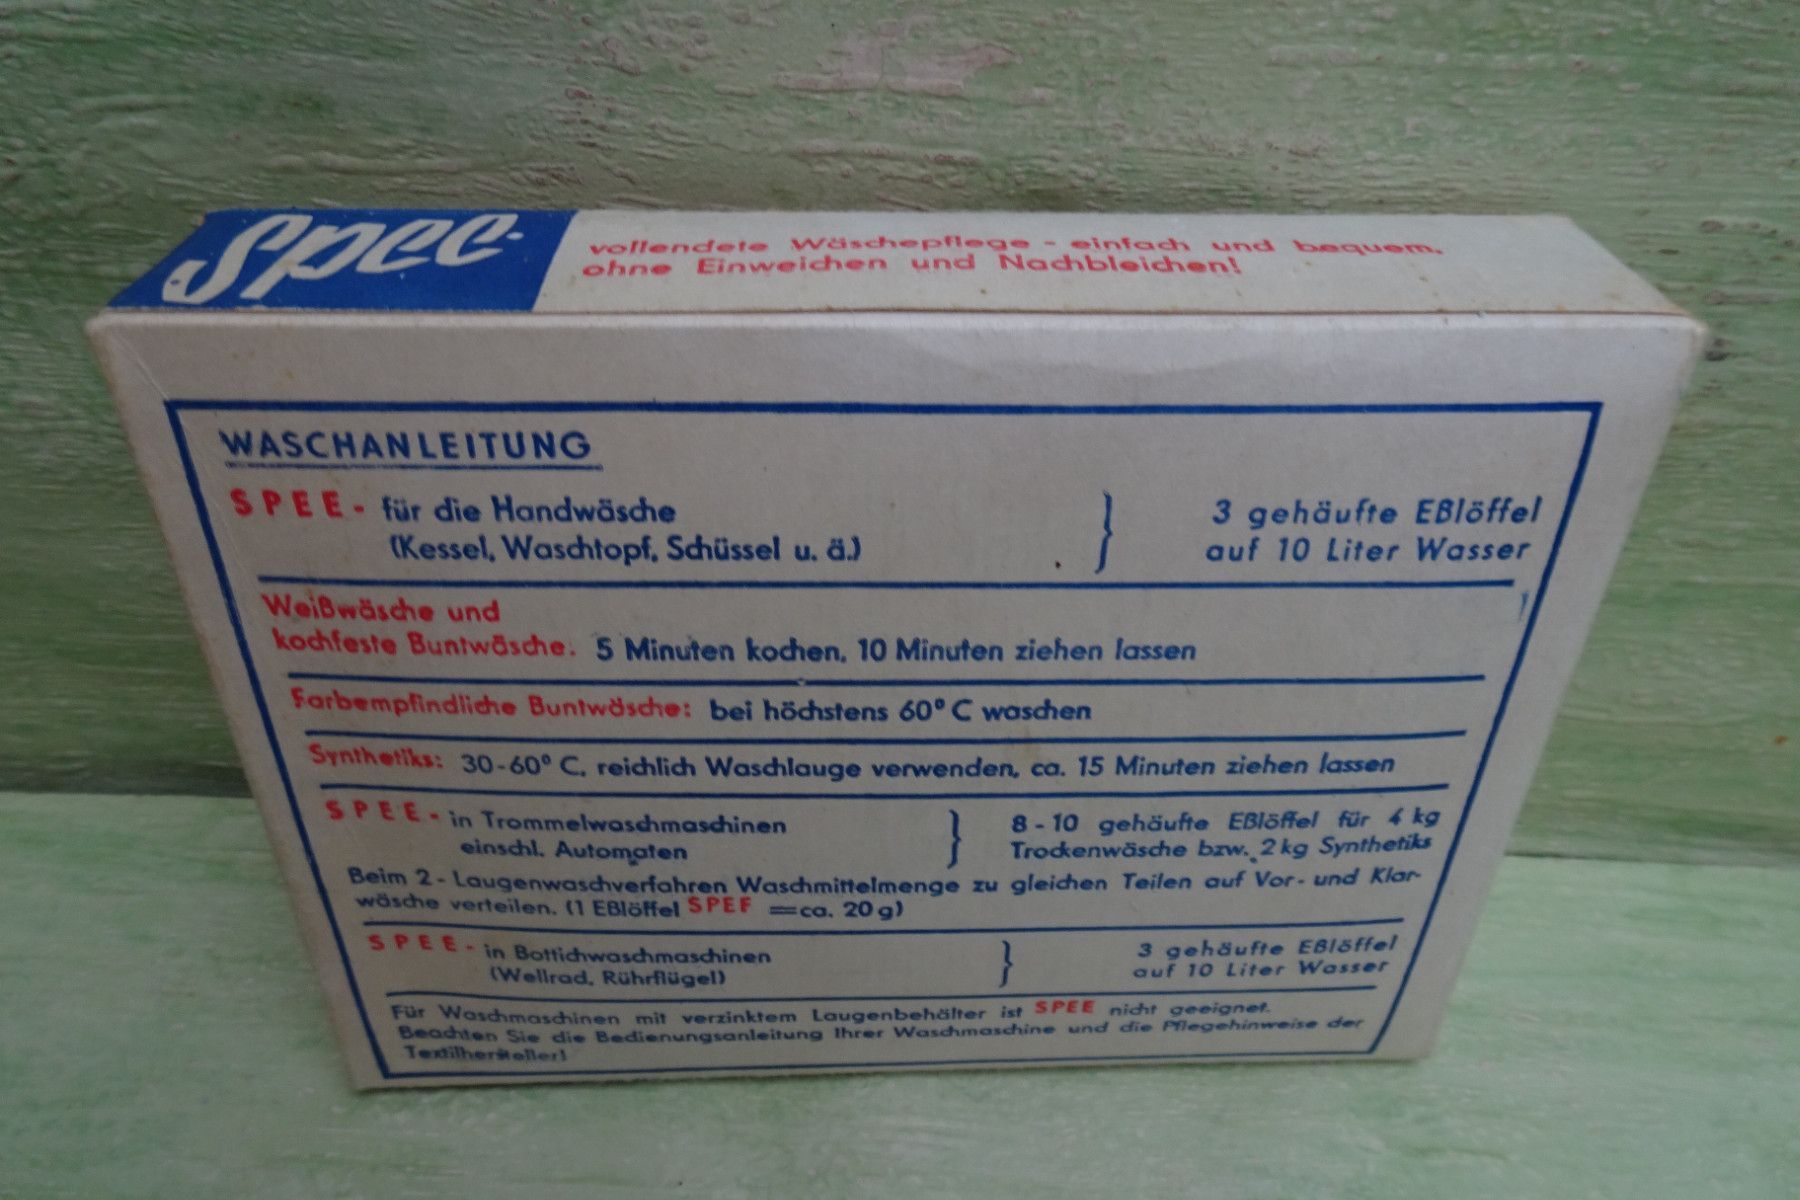 Spee
vollendete Wäschepflege - einfach und bequem,
ohne Einweichen und Nachbleichen!
WASCHANLEITUNG
SPEE - für die Handwäsche
(Kessel, Waschtopf, Schüssel u. ä.)
} 3 gehäufte Eßlöffel
auf 10 Liter Wasser
Weißwäsche und
kochfeste Buntwäsche: 5 Minuten kochen, 10 Minuten ziehen lassen
Farbempfindliche Buntwäsche: bei höchstens 60° C waschen
Synthetiks: 30-60° C, reichlich Waschlauge verwenden, ca. 15 Minuten ziehen lassen
SPEE - in Trommelwaschmaschinen
einschl. Automaten
} 8-10 gehäufte Eßlöffel für 4 kg
Trockenwäsche bzw. 2 kg Synthetiks
Beim 2-Laugenwaschverfahren Waschmittelmenge zu gleichen Teilen auf Vor- und Klar-
wäsche verteilen. (1 Eßlöffel SPEE = ca. 20 g)
SPEE - in Bottichwaschmaschinen
(Wellrad, Rührflügel)
} 3 gehäufte Eßlöffel
auf 10 Liter Wasser
Für Waschmaschinen mit verzinktem Laugenbehälter ist SPEE nicht geeignet.
Beachten Sie die Bedienungsanleitung Ihrer Waschmaschine und die Pflegehinweise der
Textilhersteller!